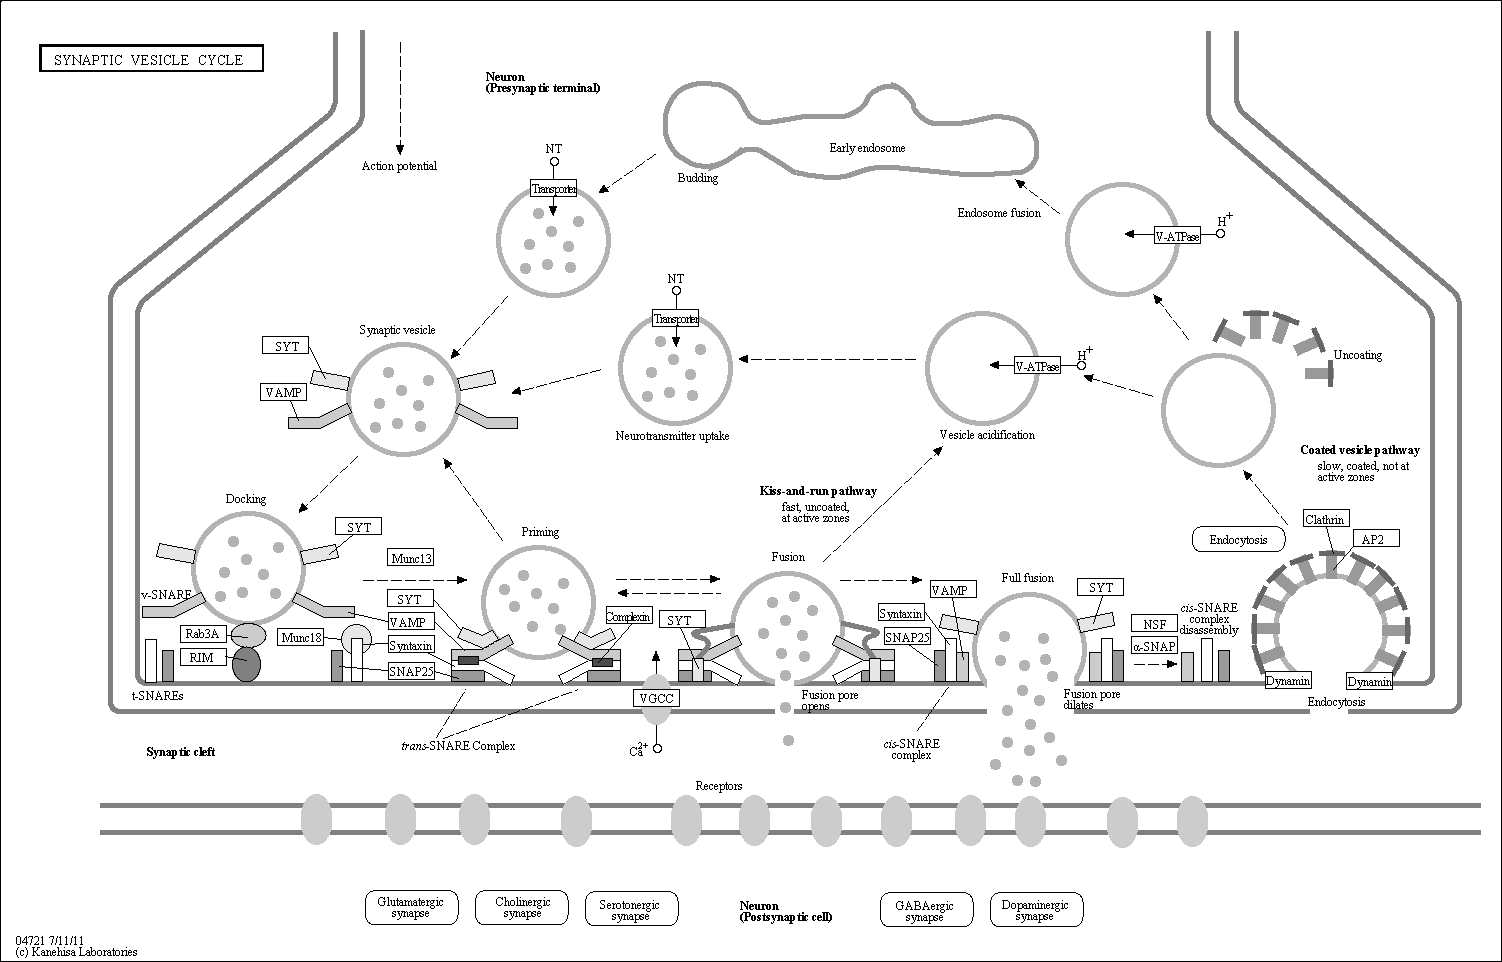 SYNAPTIC VESICLE CYCLE
Neuron
(Presynaptic terminal)
Action potential
NT
Transporter
Budding
Early endosome
Endosome fusion
H+
V-ATPase
NT
Transporter
Synaptic vesicle
SYT
VAMP
Neurotransmitter uptake
H+
V-ATPase
Vesicle acidification
Uncoating
Coated vesicle pathway
slow, coated, not at
active zones
Kiss-and-run pathway
fast, uncoated,
at active zones
Docking
SYT
v-SNARE
Rab3A
RIM
Munc18
t-SNAREs
Munc13
SYT
VAMP
Syntaxin
SNAP25
Priming
Complexin
trans-SNARE Complex
SYT
VGCC
Ca2+
Fusion
Fusion pore
opens
VAMP
Syntaxin
SNAP25
cis-SNARE
complex
Full fusion
SYT
Fusion pore
dilates
NSF
α-SNAP
cis-SNARE
complex
disassembly
Endocytosis
Clathrin
AP2
Dynamin
Dynamin
Endocytosis
Synaptic cleft
Receptors
Glutamatergic
synapse
Cholinergic
synapse
Serotonergic
synapse
Neuron
(Postsynaptic cell)
GABAergic
synapse
Dopaminergic
synapse
04721 7/11/11
(c) Kanehisa Laboratories